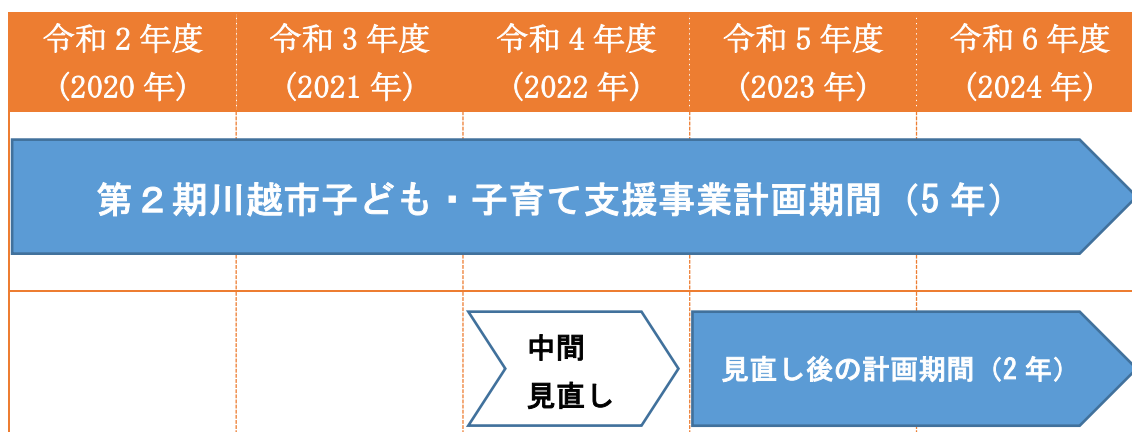 令和 2 年度
(2020 年)
令和 3 年度
(2021 年)
令和 4 年度
(2022 年)
令和 5 年度
(2023 年)
令和 6 年度
(2024 年)
第２期川越市子ども・子育て支援事業計画期間（5 年）
中間
見直し
見直し後の計画期間（2 年）